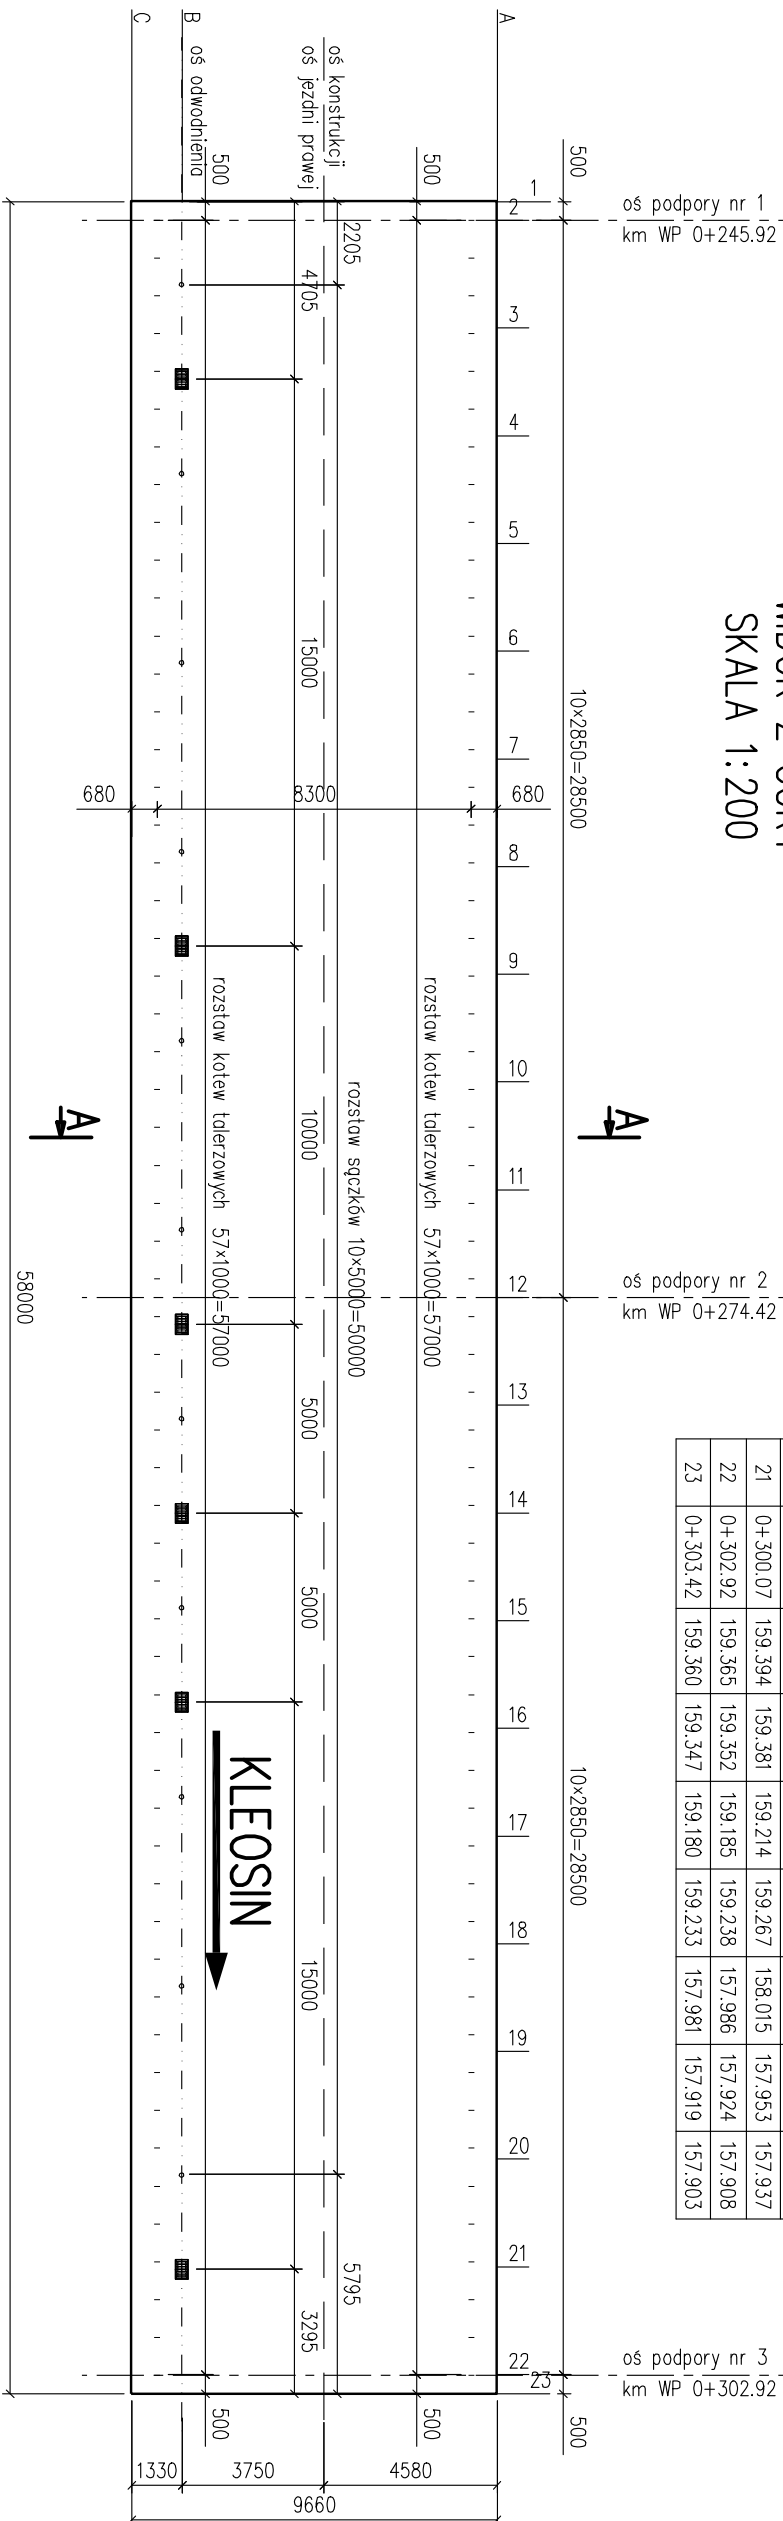 C
B
A
oś odwodnienia
oś konstrukcji
oś jezdni prawej
500
500
500
1
2
oś podpory nr 1
km WP 0+245.92
2205
4705
3
4
5
6
7
15000
10×2850=28500
SKALA 1:200
680
8300
680
8
9
10
11
12
rozstaw kotew talerzowych 57×1000=57000
rozstaw sączków 10×5000=50000
rozstaw kotew talerzowych 57×1000=57000
10000
A
A
oś podpory nr 2
km WP 0+274.42
58000
13
14
15
16
17
18
19
20
21
22
23
5000
5000
15000
10×2850=28500
KLEOSIN
21 0+300.07 159.394 159.381 159.214 159.267 158.015 157.953 157.937
22 0+302.92 159.365 159.352 159.185 159.238 157.986 157.924 157.908
23 0+303.42 159.360 159.347 159.180 159.233 157.981 157.919 157.903
5795
3295
oś podpory nr 3
km WP 0+302.92
500
500
500
1330
3750
4580
9660